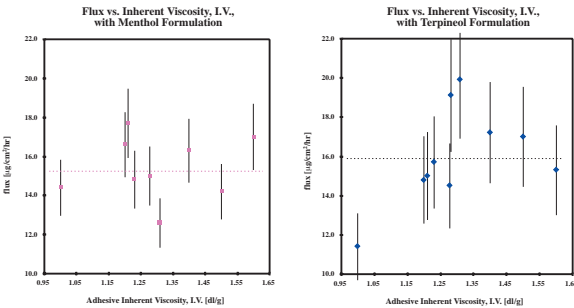 Flux vs. Inherent Viscosity, I.V.,
with Menthol Formulation
22.0
20.0
18.0
16.0
14.0
12.0
10.0
flux [µg/cm²/hr]
0.95 1.05 1.15 1.25 1.35 1.45 1.55 1.65
Adhesive Inherent Viscosity, I.V. [dl/g]
Flux vs. Inherent Viscosity, I.V.,
with Terpineol Formulation
22.0
20.0
18.0
16.0
14.0
12.0
10.0
flux [µg/cm²/hr]
0.95 1.05 1.15 1.25 1.35 1.45 1.55 1.6
Adhesive Inherent Viscosity, I.V. [dl/g]